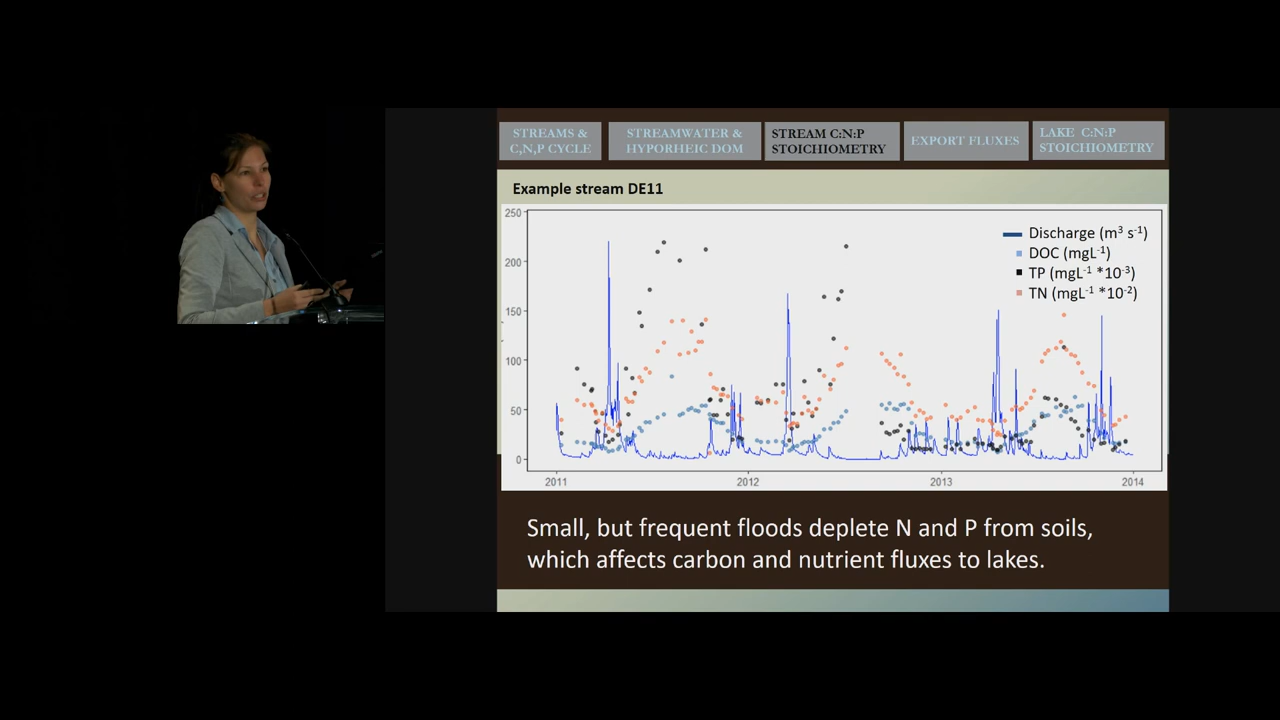 STREAMS &
C,N,P CYCLE
STREAMWATER &
HYPORHEIC DOM
STREAM C:N:P
STOICHIOMETRY
EXPORT FLUXES
LAKE C:N:P
STOICHIOMETRY
Example stream DE11
250
200
150
100
50
0
Discharge (m³ s⁻¹)
DOC (mgL⁻¹)
TP (mgL⁻¹ *10⁻³)
TN (mgL⁻¹ *10⁻²)
2011
2012
2013
2014
Small, but frequent floods deplete N and P from soils,
which affects carbon and nutrient fluxes to lakes.